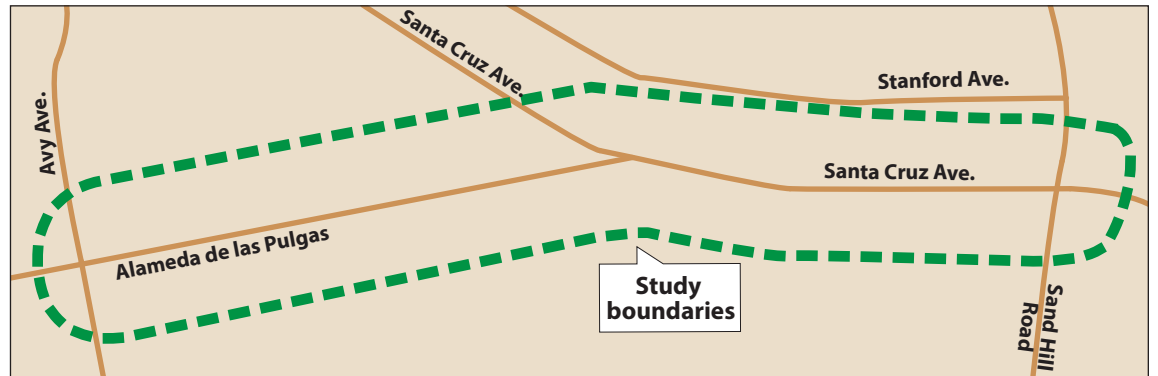 Santa Cruz Ave.
Stanford Ave.
Avy Ave.
Santa Cruz Ave.
Alameda de las Pulgas
Study
boundaries
Sand Hill
Road